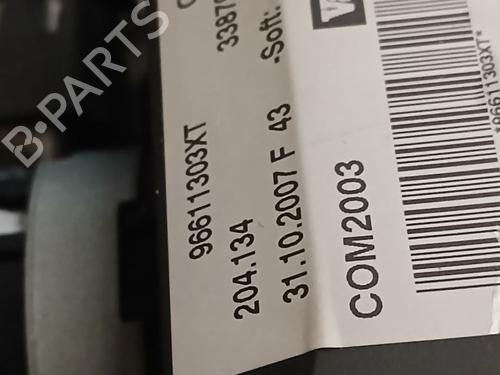 3387
-Soft.
96611303XT
204.134
31.10.2007 F 43
COM2003
*96611303XT*
B-PARTS